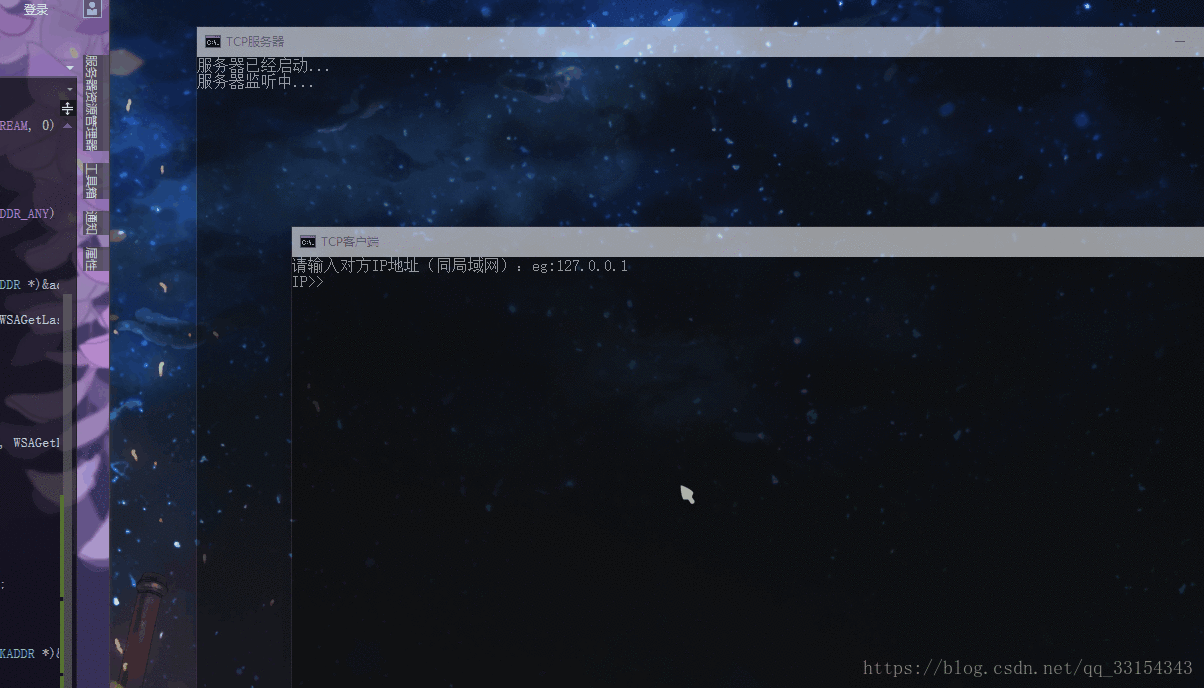 登录
服务器资源管理器
工具箱
通知
属性
REAM, 0)
DDR_ANY)
DDR *)&
WSAGetLas
, WSAGet
:
KADDR *)&
TCP服务器
服务器已经启动...
服务器监听中...
TCP客户端
请输入对方IP地址（同局域网）：eg:127.0.0.1
IP>>
https://blog.csdn.net/qq_33154343